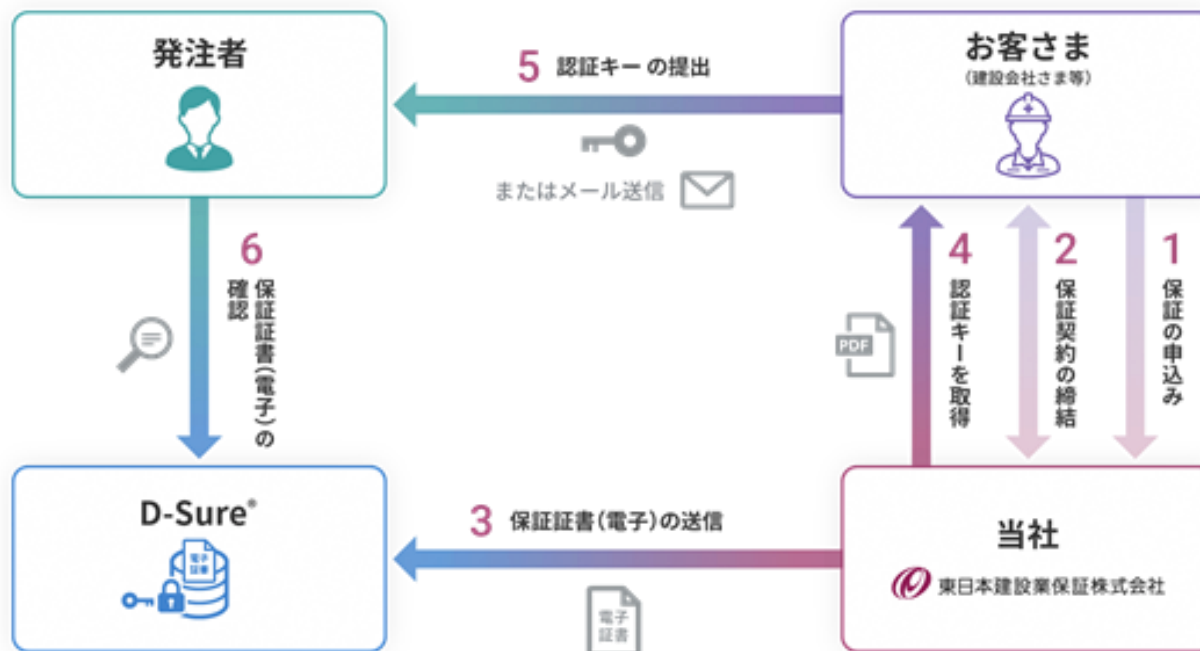 発注者
お客さま
(建設会社さま等)
5 認証キー の提出
またはメール送信
6
保証証書(電子)の
確認
4
認証キーを取得
PDF
2
保証契約の締結
1
保証の申込み
D-Sure®
電子
証書
3 保証証書(電子)の送信
電子
証書
当社
東日本建設業保証株式会社